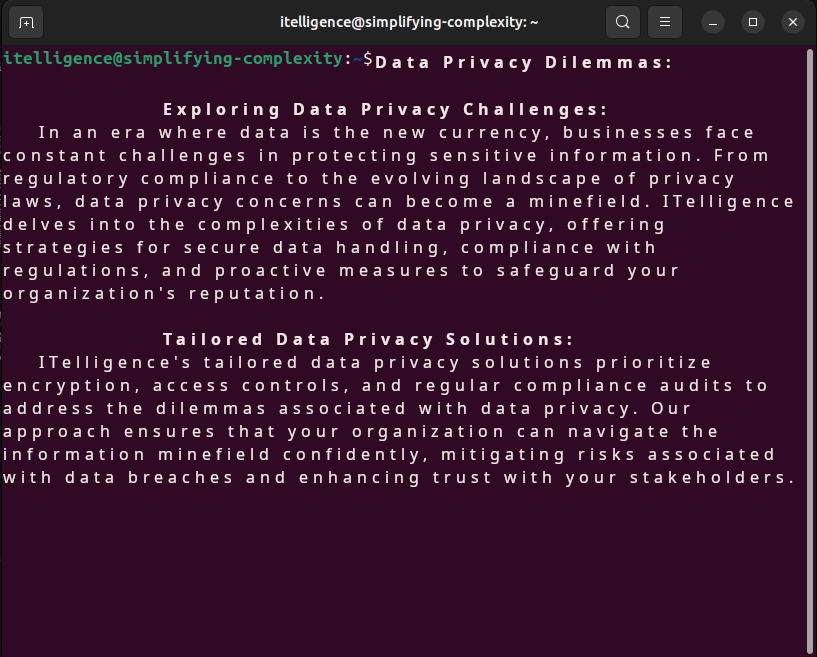 itelligence@simplifying-complexity: ~
itelligence@simplifying-complexity:~$Data Privacy Dilemmas:
Exploring Data Privacy Challenges:
In an era where data is the new currency, businesses face
constant challenges in protecting sensitive information. From
regulatory compliance to the evolving landscape of privacy
laws, data privacy concerns can become a minefield. ITelligence
delves into the complexities of data privacy, offering
strategies for secure data handling, compliance with
regulations, and proactive measures to safeguard your
organization's reputation.
Tailored Data Privacy Solutions:
ITelligence's tailored data privacy solutions prioritize
encryption, access controls, and regular compliance audits to
address the dilemmas associated with data privacy. Our
approach ensures that your organization can navigate the
information minefield confidently, mitigating risks associated
with data breaches and enhancing trust with your stakeholders.